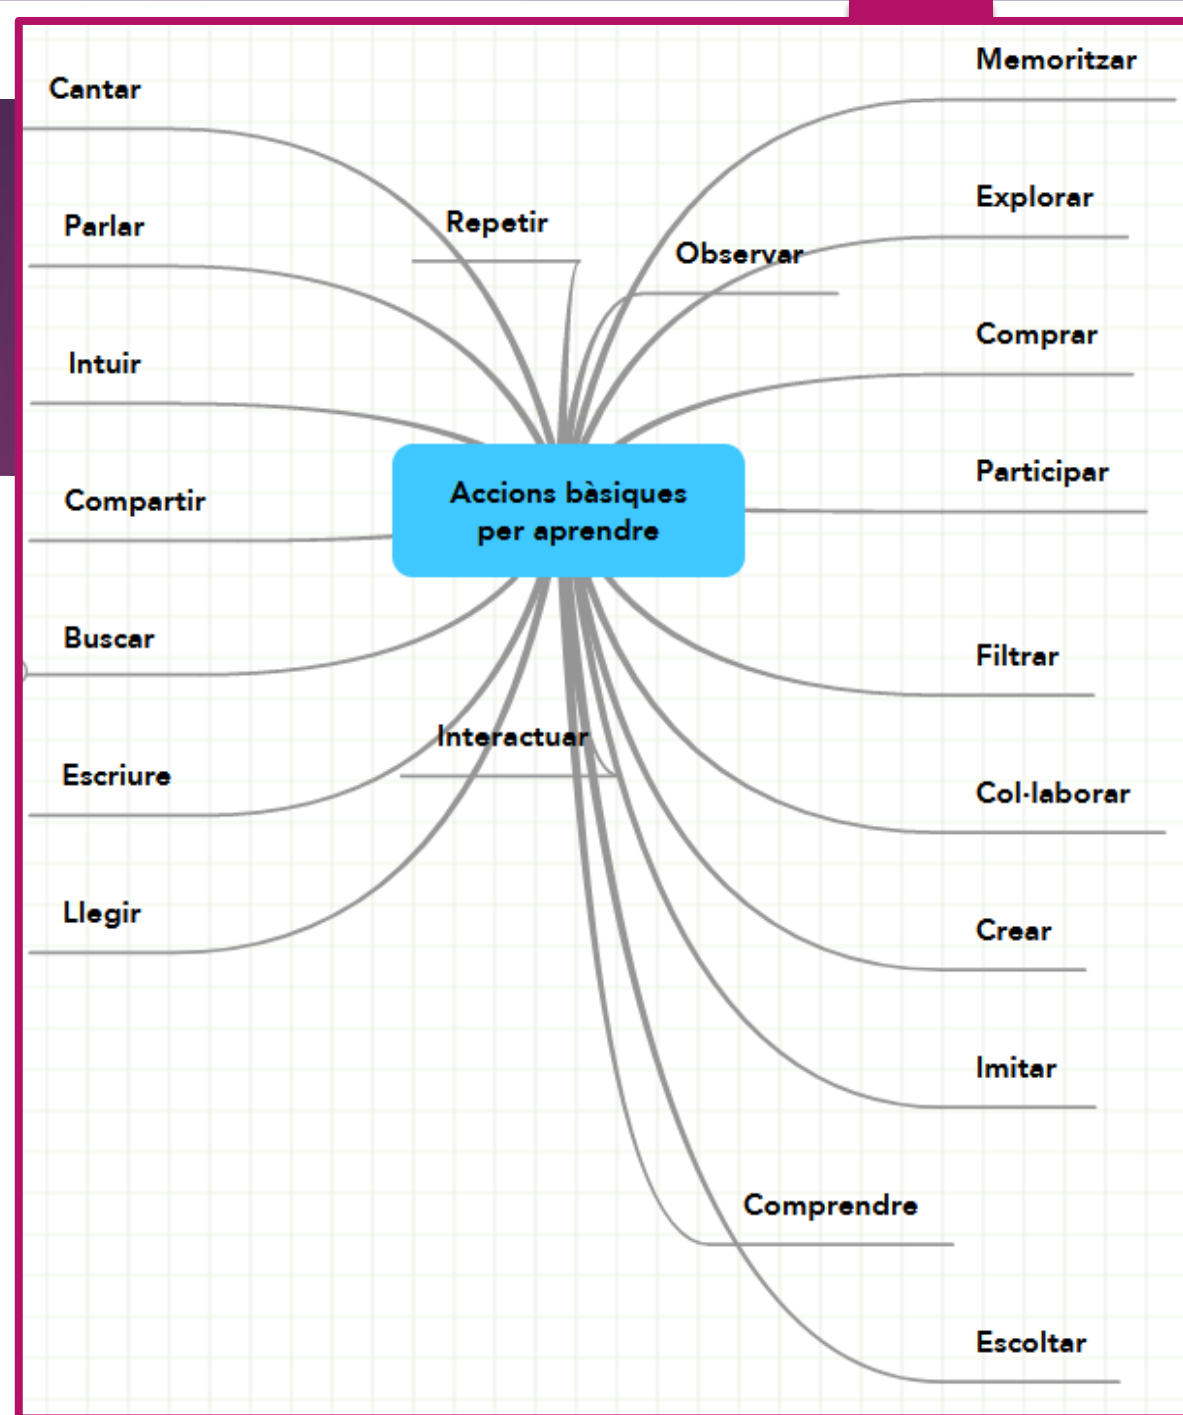 Cantar
Parlar
Intuir
Compartir
Buscar
Escriure
Llegir
Repetir
Observar
Accions bàsiques
per aprendre
Interactuar
Memoritzar
Explorar
Comprar
Participar
Filtrar
Col·laborar
Crear
Imitar
Comprendre
Escoltar